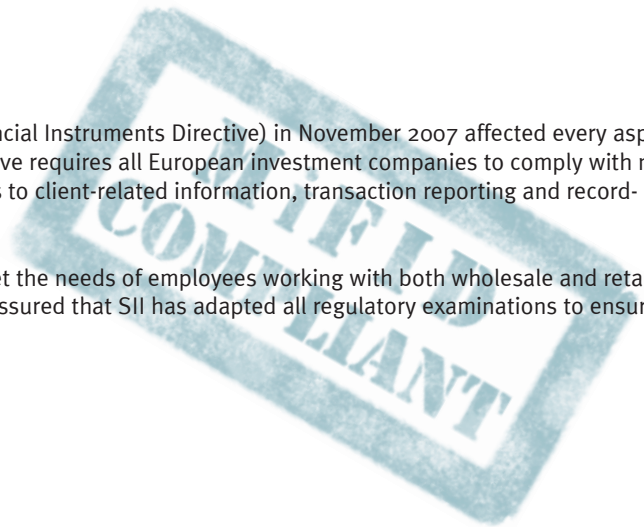 ncial Instruments Directive) in November 2007 affected every asp
ve requires all European investment companies to comply with
s to client-related information, transaction reporting and record-
et the needs of employees working with both wholesale and reta
ssured that SII has adapted all regulatory examinations to ensur
MiFID
COMPLIANT